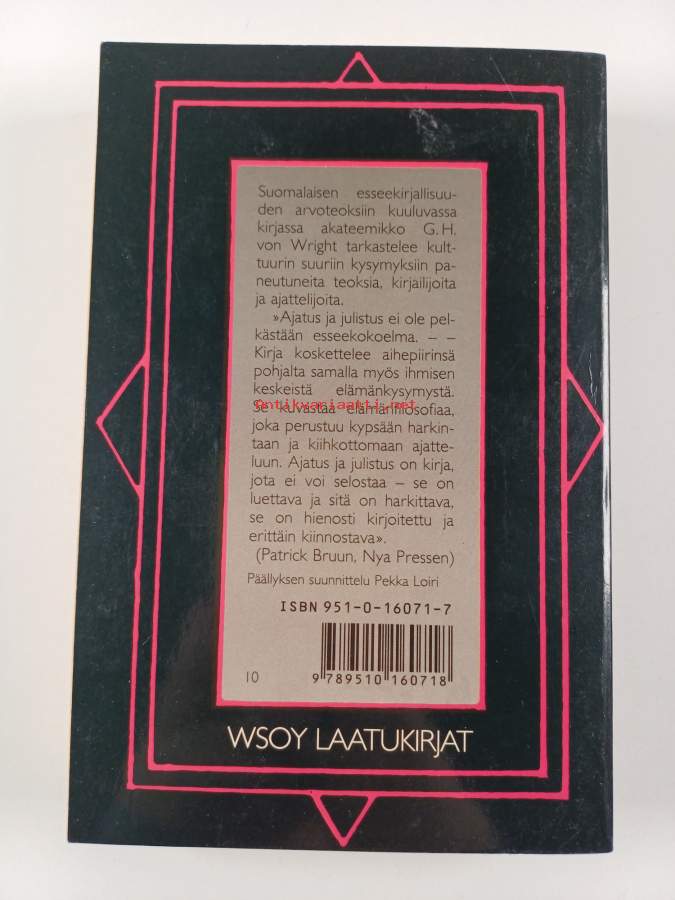 Suomalaisen esseekirjallisuu-
den arvoteoksiin kuuluvassa
kirjassa akateemikko G. H.
von Wright tarkastelee kult-
tuurin suuriin kysymyksiin pa-
neutuneita teoksia, kirjailijoita
ja ajattelijoita.
»Ajatus ja julistus ei ole pel-
kästään esseekokoelma. – –
Kirja koskettelee aihepiirinsä
pohjalta samalla myös ihmisen
keskeistä elämänkysymystä.
antikvariaatti.net
Se kuvastaa elämänfilosofiaa,
joka perustuu kypsään harkin-
taan ja kiihkottomaan ajatte-
luun. Ajatus ja julistus on kirja,
jota ei voi selostaa – se on
luettava ja sitä on harkittava,
se on hienosti kirjoitettu ja
erittäin kiinnostava».
(Patrick Bruun, Nya Pressen)
Päällyksen suunnittelu Pekka Loiri
ISBN 951-0-16071-7
10
9 789510 160718
WSOY LAATUKIRJAT